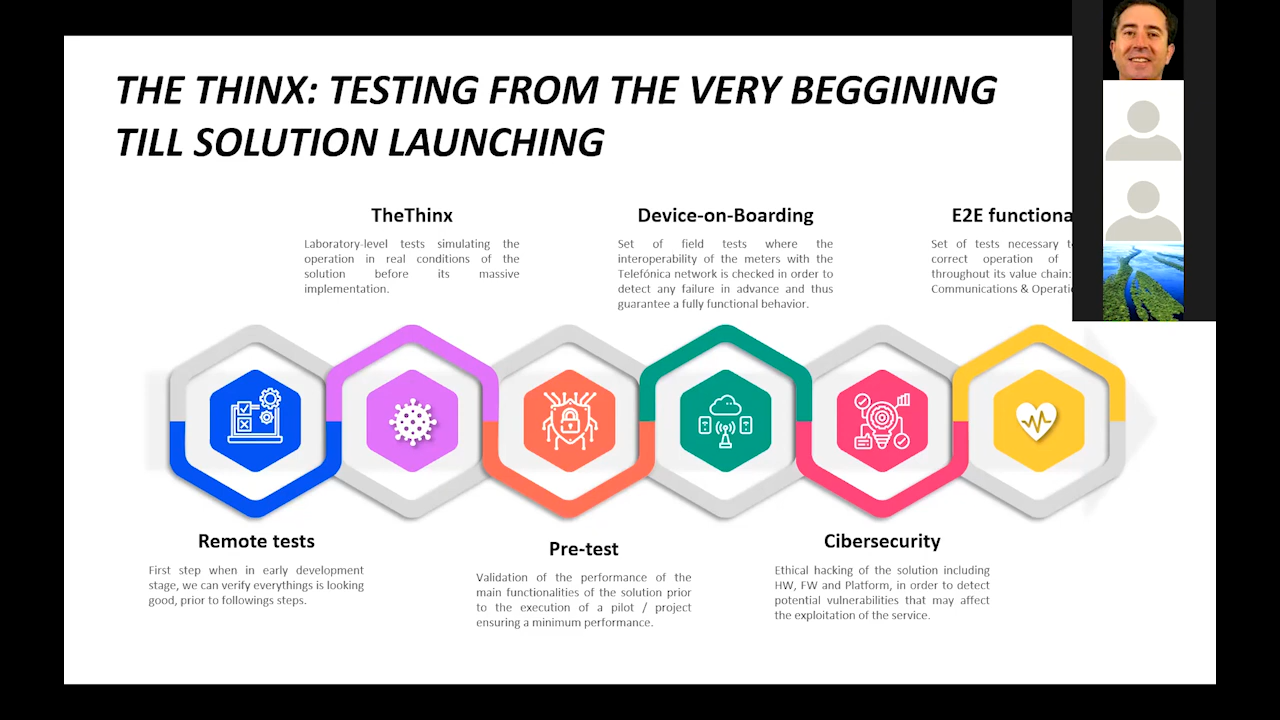 THE THINX: TESTING FROM THE VERY BEGGINING
TILL SOLUTION LAUNCHING
TheThinx
Laboratory-level tests simulating the
operation in real conditions of the
solution before its massive
implementation.
Device-on-Boarding
Set of field tests where the
interoperability of the meters with the
Telefónica network is checked in order to
detect any failure in advance and thus
guarantee a fully functional behavior.
E2E functiona
Set of tests necessary
correct operation of
throughout its value chain:
Communications & Operatio
Remote tests
First step when in early development
stage, we can verify everythings is looking
good, prior to followings steps.
Pre-test
Validation of the performance of the
main functionalities of the solution prior
to the execution of a pilot / project
ensuring a minimum performance.
Cibersecurity
Ethical hacking of the solution including
HW, FW and Platform, in order to detect
potential vulnerabilities that may affect
the exploitation of the service.